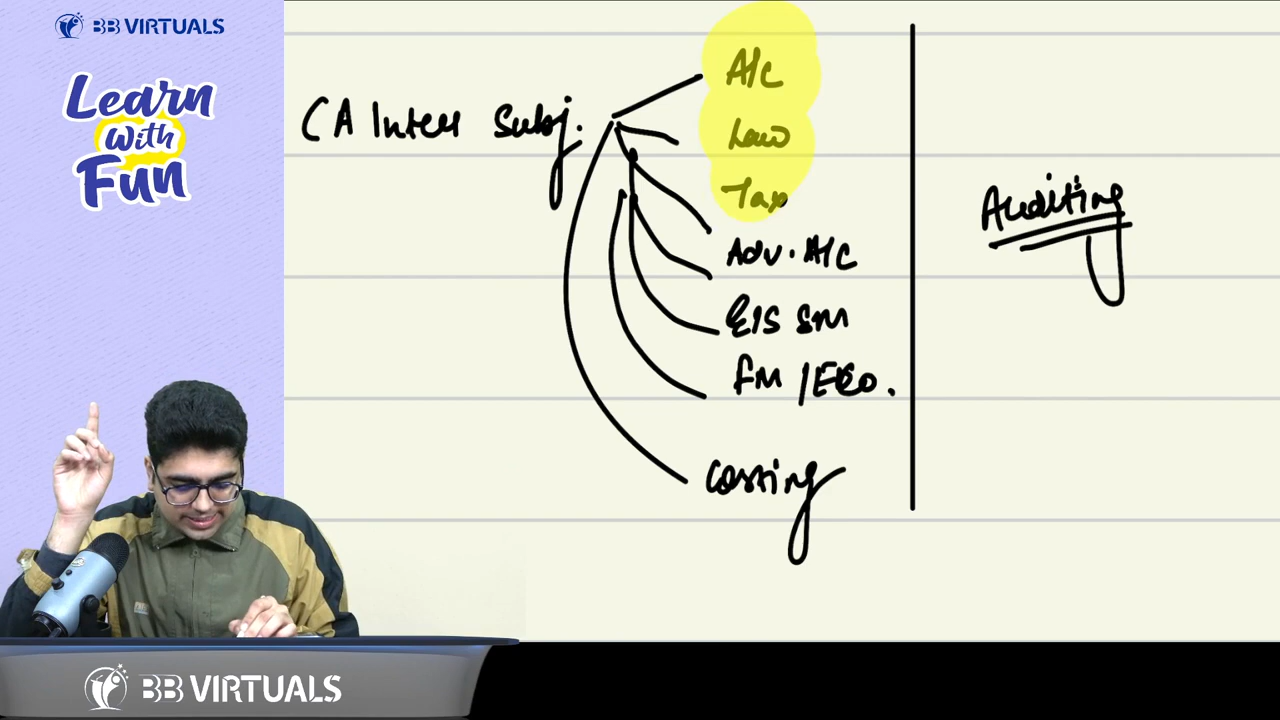 BB VIRTUALS
Learn
With
Fun
CA Inter Subj.
A/c
Law
Tax
Adv. A/c
EIS SM
FM / ECO.
Costing
Auditing
BB VIRTUALS